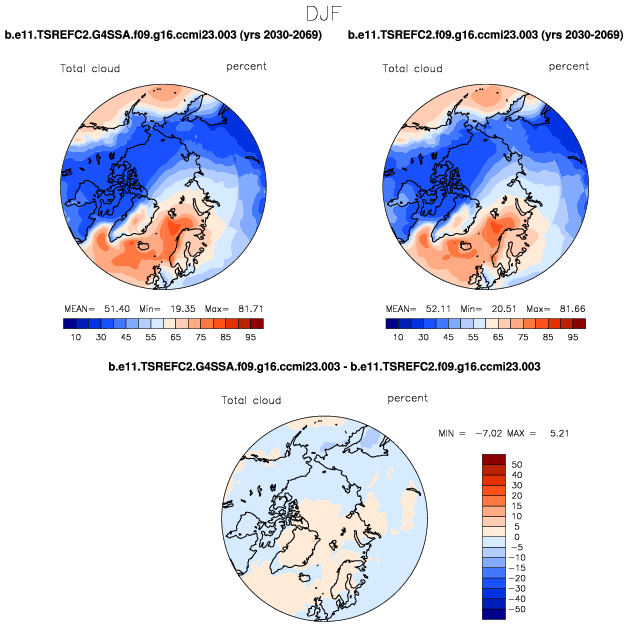 DJF
b.e11.TSREFC2.G4SSA.f09.g16.ccmi23.003 (yrs 2030-2069)
b.e11.TSREFC2.f09.g16.ccmi23.003 (yrs 2030-2069)
Total cloud percent
Total cloud percent
MEAN= 51.40 Min= 19.35 Max= 81.71
MEAN= 52.11 Min= 20.51 Max= 81.66
10 30 45 55 65 75 85 95
10 30 45 55 65 75 85 95
b.e11.TSREFC2.G4SSA.f09.g16.ccmi23.003 - b.e11.TSREFC2.f09.g16.ccmi23.003
Total cloud percent
MIN = -7.02 MAX = 5.21
50
40
30
20
15
10
5
0
-5
-10
-15
-20
-30
-40
-50